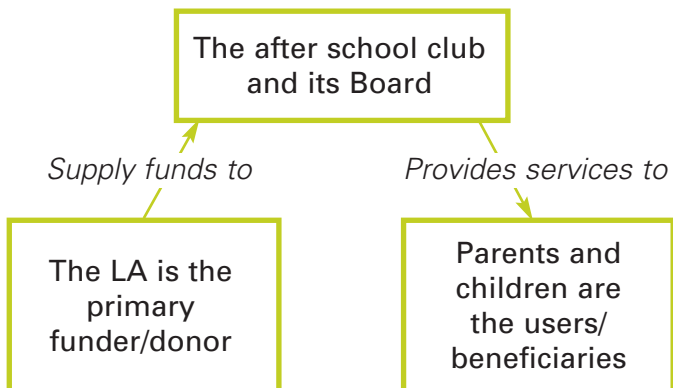 The after school club
and its Board
Supply funds to
Provides services to
The LA is the
primary
funder/donor
Parents and
children are
the users/
beneficiaries